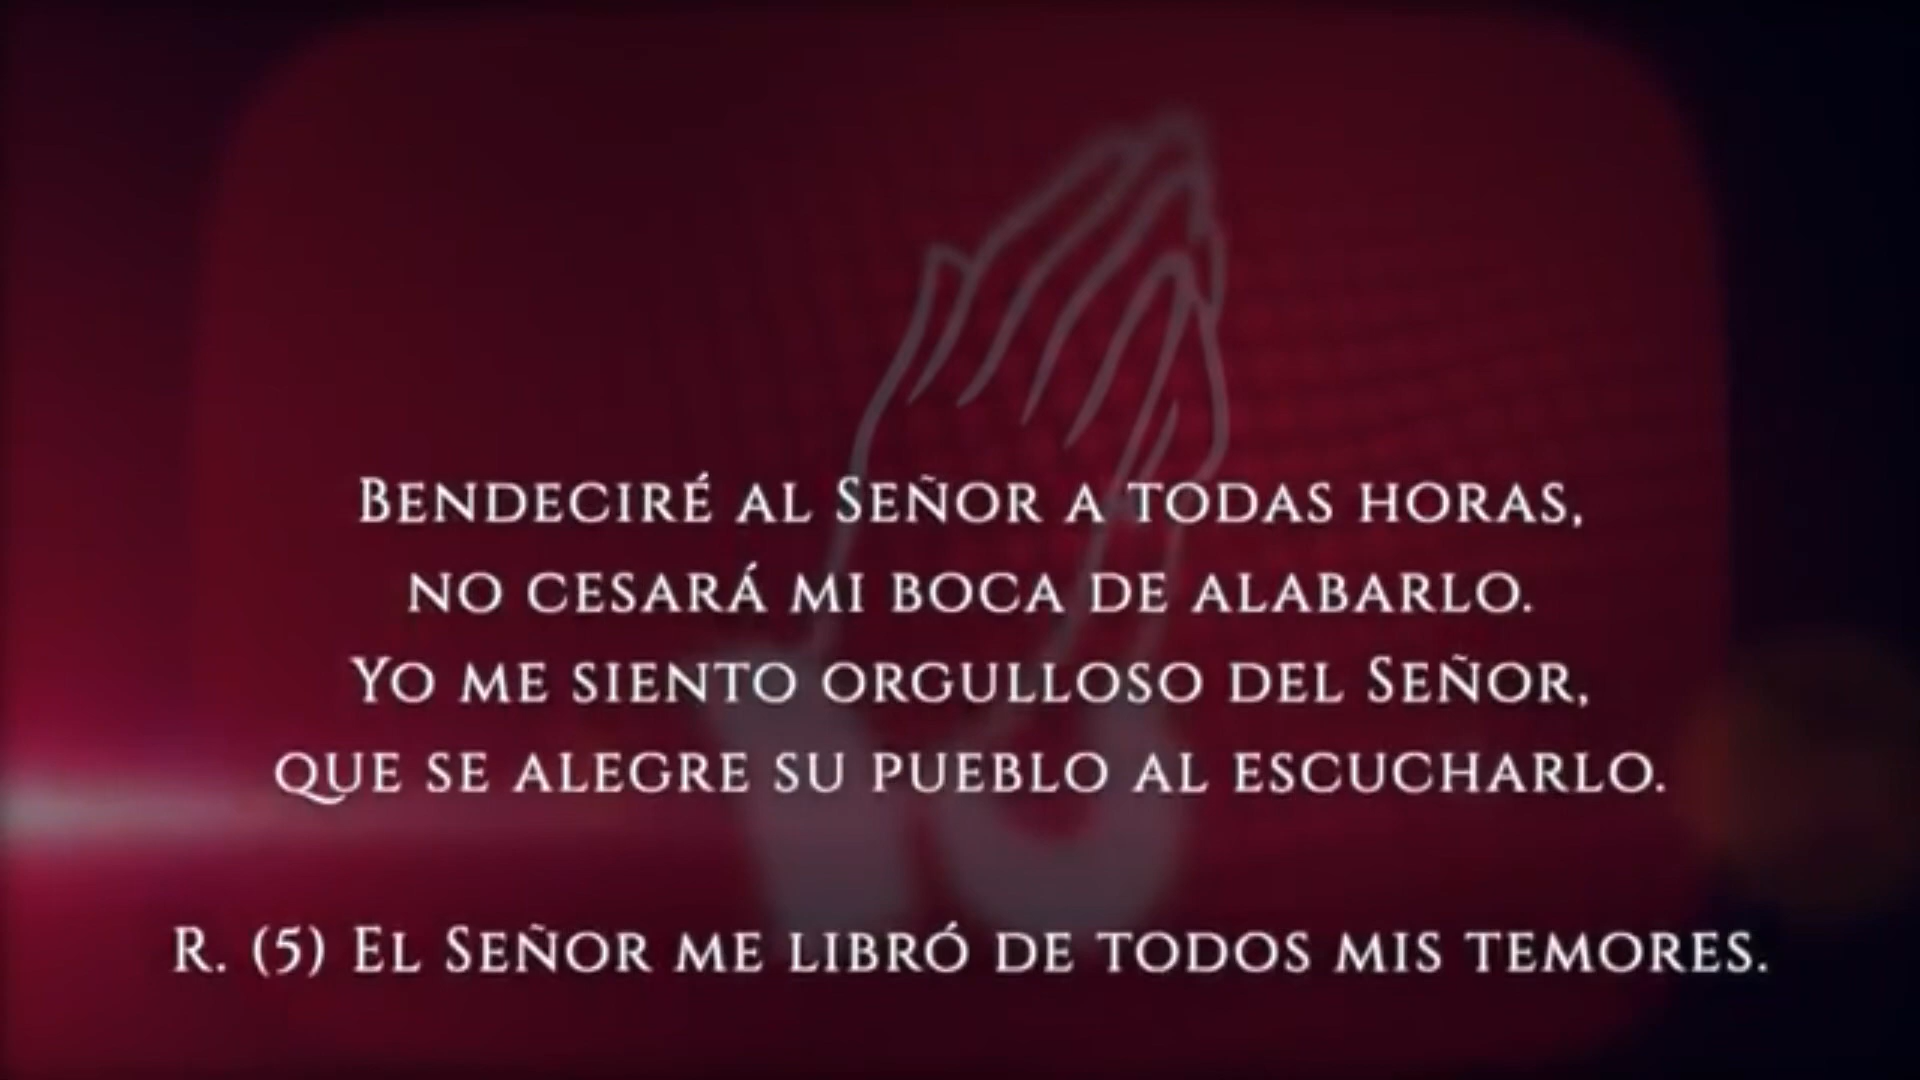 Bendeciré al Señor a todas horas,
no cesará mi boca de alabarlo.
Yo me siento orgulloso del Señor,
que se alegre su pueblo al escucharlo.
R. (5) El Señor me libró de todos mis temores.